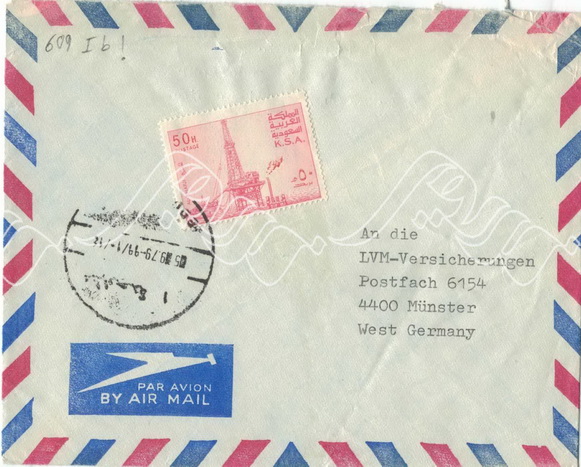 609 I b!
50H
POSTAGE
المملكة
العربية
السعودية
K.S.A.
٥٠
An die
LVM-Versicherungen
Postfach 6154
4400 Münster
West Germany
PAR AVION
BY AIR MAIL